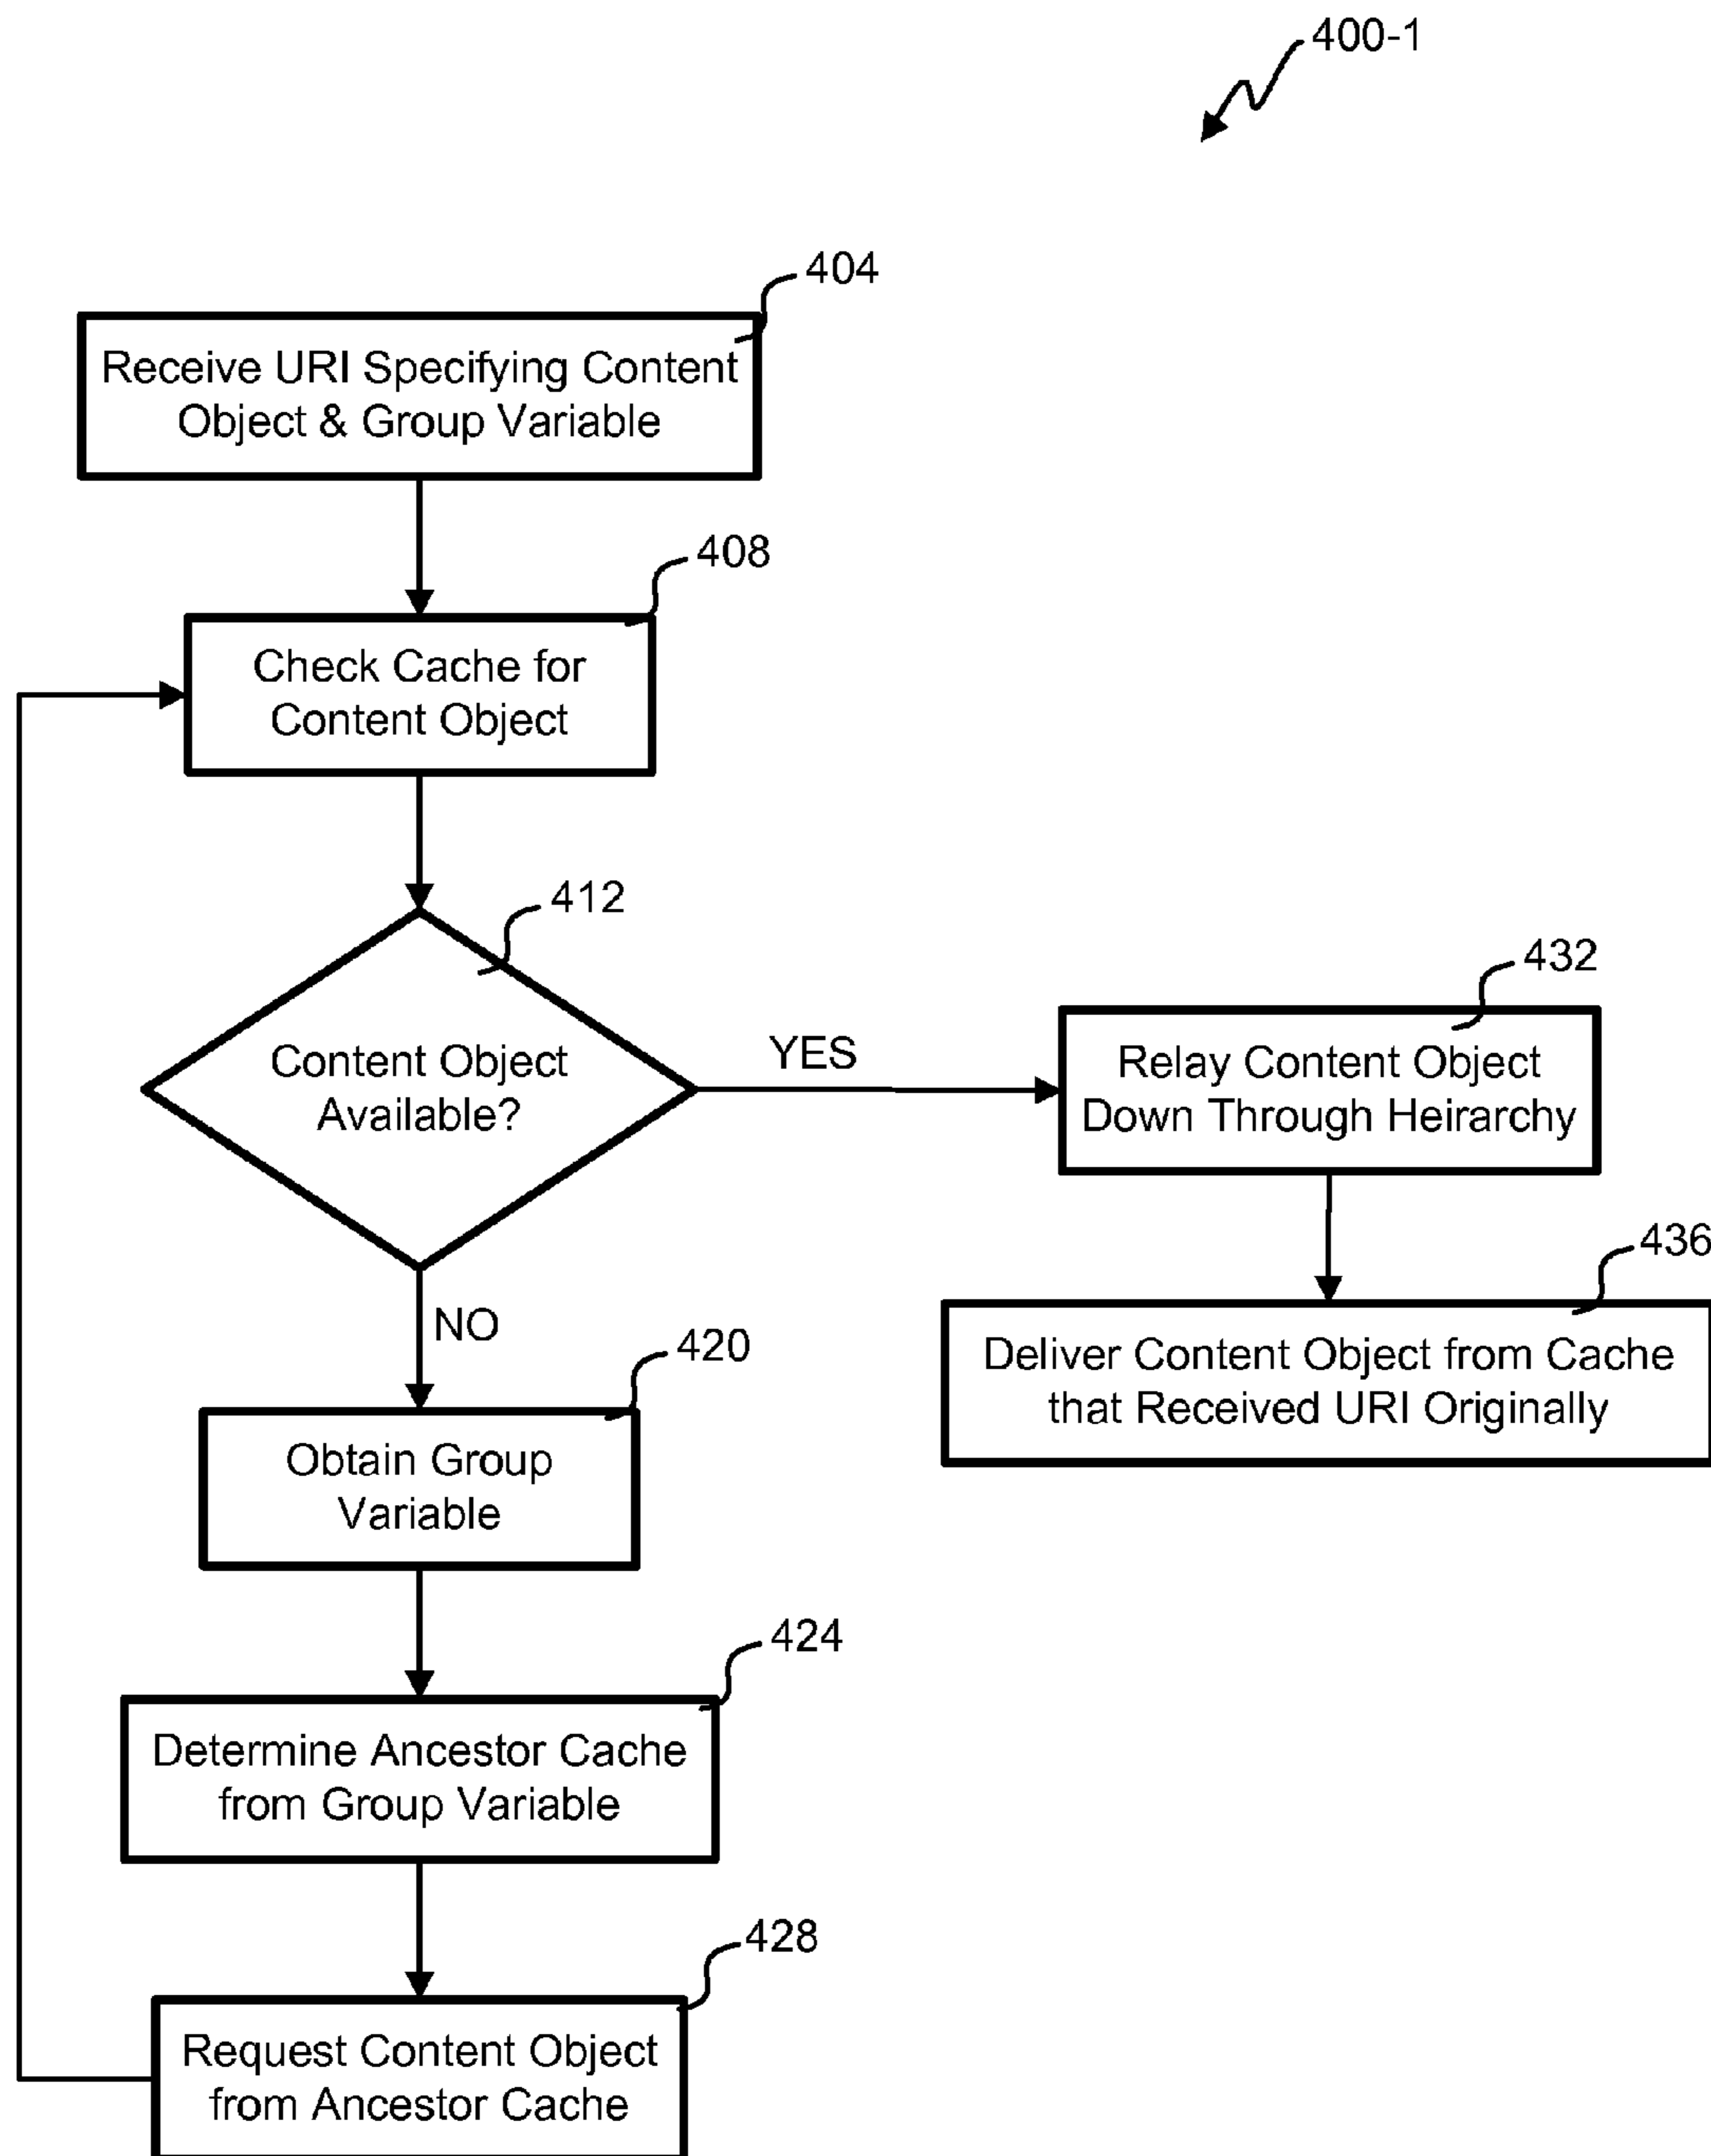 400-1
404
Receive URI Specifying Content
Object & Group Variable
408
Check Cache for
Content Object
412
Content Object
Available?
YES
432
Relay Content Object
Down Through Heirarchy
436
Deliver Content Object from Cache
that Received URI Originally
NO
420
Obtain Group
Variable
424
Determine Ancestor Cache
from Group Variable
428
Request Content Object
from Ancestor Cache